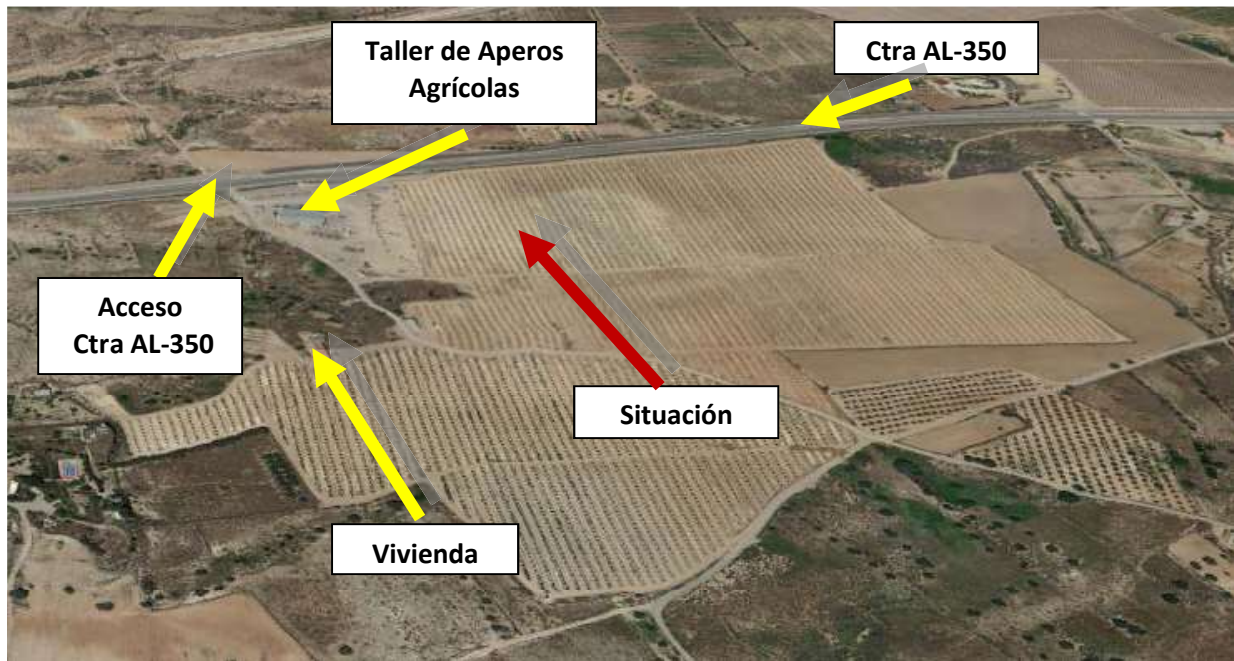 Taller de Aperos
Agrícolas
Ctra AL-350
Acceso
Ctra AL-350
Situación
Vivienda